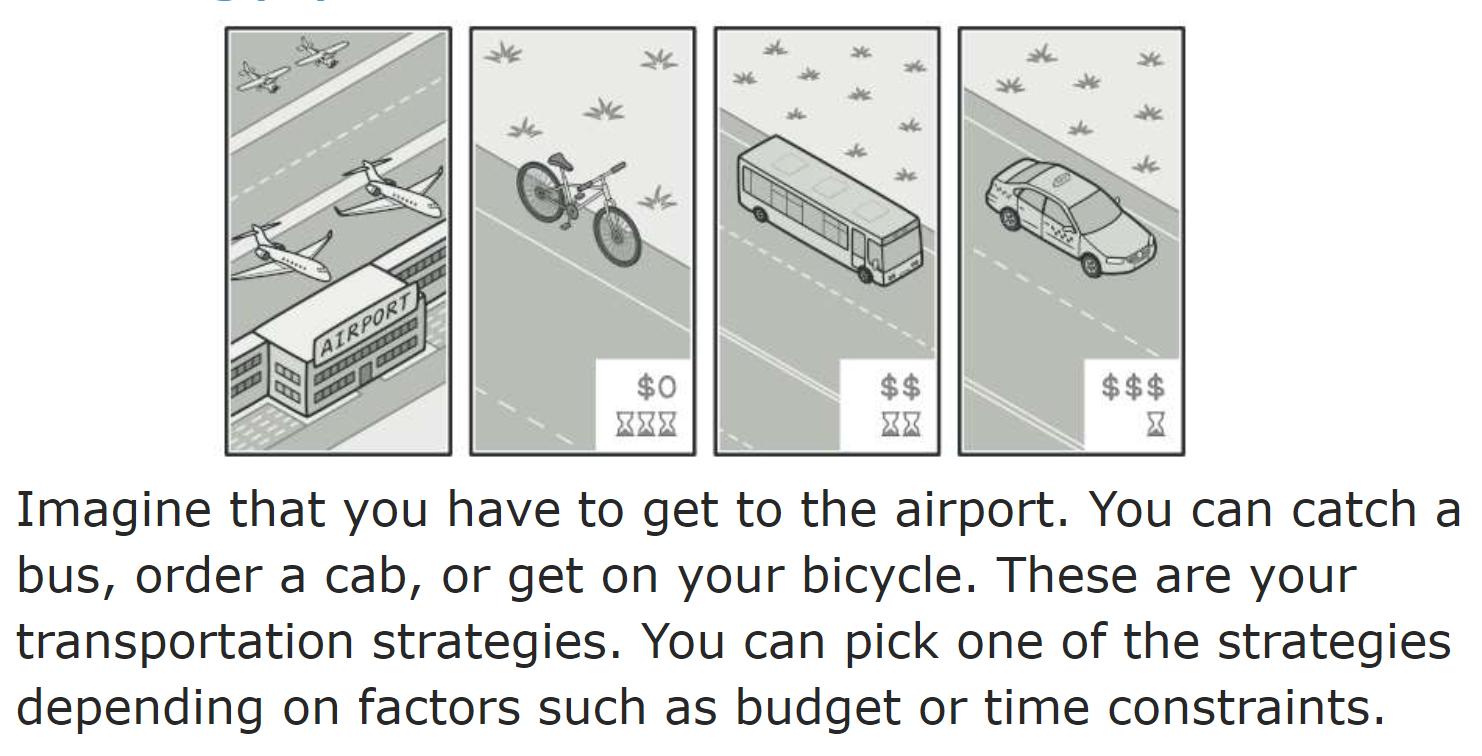 AIRPORT
$0
$$
$$$
Imagine that you have to get to the airport. You can catch a
bus, order a cab, or get on your bicycle. These are your
transportation strategies. You can pick one of the strategies
depending on factors such as budget or time constraints.